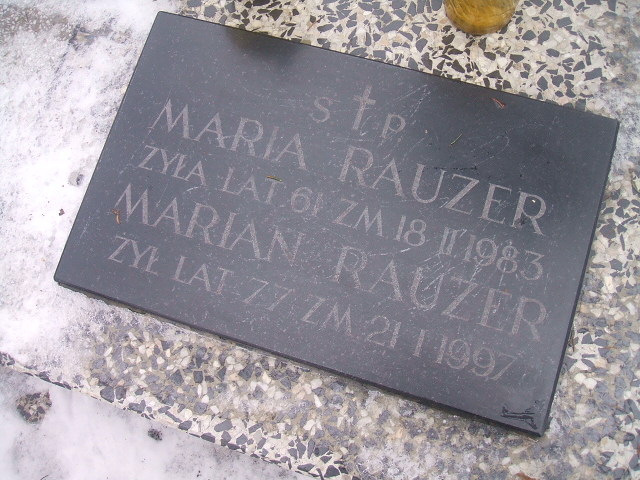 S † P
MARIA RAUZER
ŻYŁA LAT 61 ZM 18 II 1983
MARIAN RAUZER
ŻYŁ LAT 77 ZM. 21 I 1997